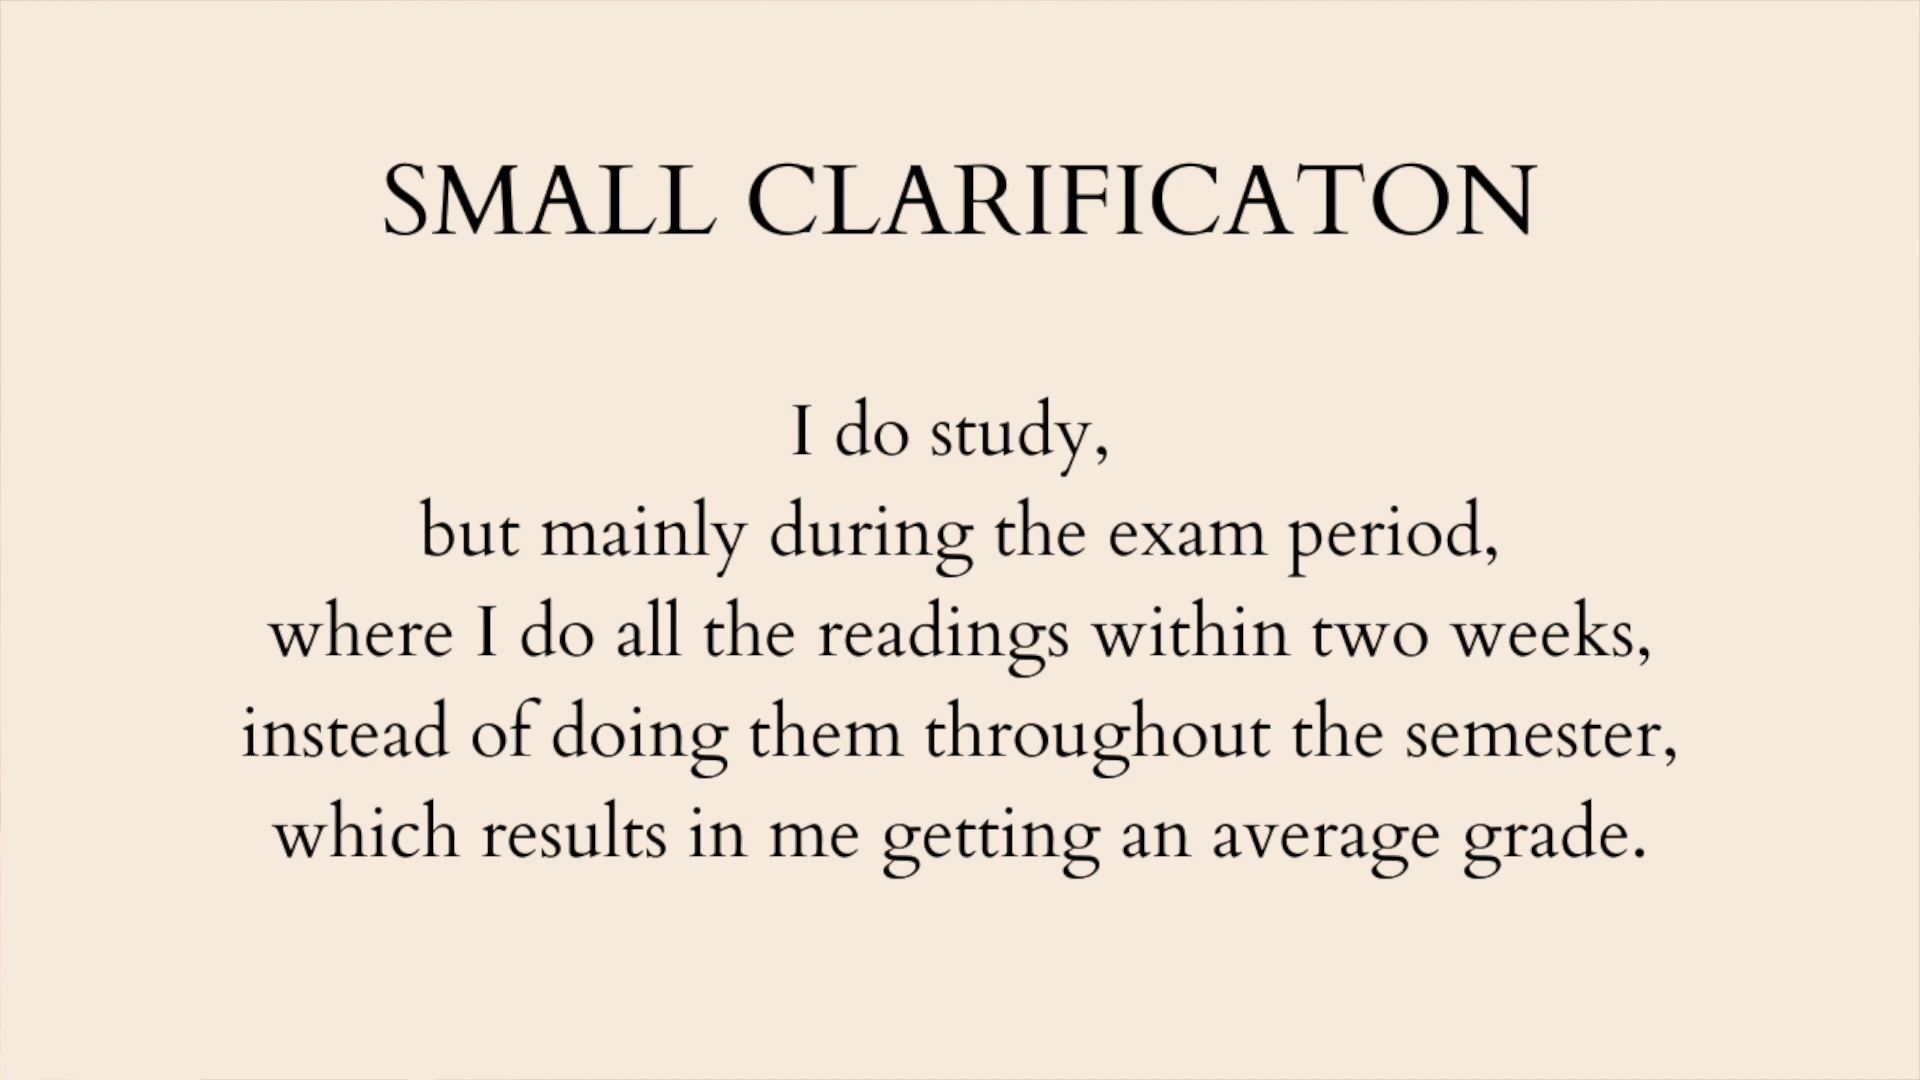 SMALL CLARIFICATON
I do study,
but mainly during the exam period,
where I do all the readings within two weeks,
instead of doing them throughout the semester,
which results in me getting an average grade.